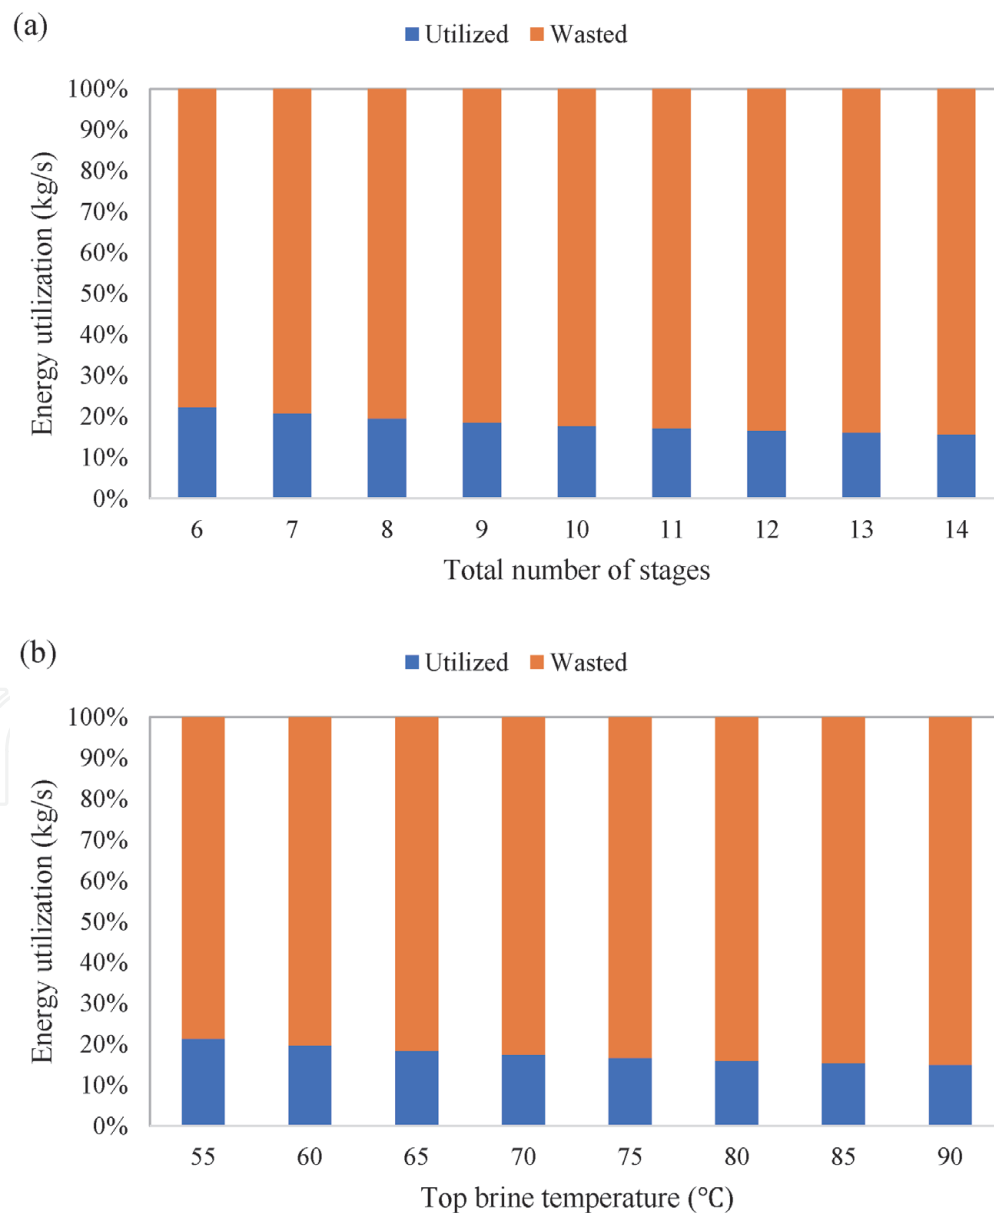 (a)
Utilized Wasted
Energy utilization (kg/s)
100%
90%
80%
70%
60%
50%
40%
30%
20%
10%
0%
6 7 8 9 10 11 12 13 14
Total number of stages
(b)
Utilized Wasted
Energy utilization (kg/s)
100%
90%
80%
70%
60%
50%
40%
30%
20%
10%
0%
55 60 65 70 75 80 85 90
Top brine temperature (℃)